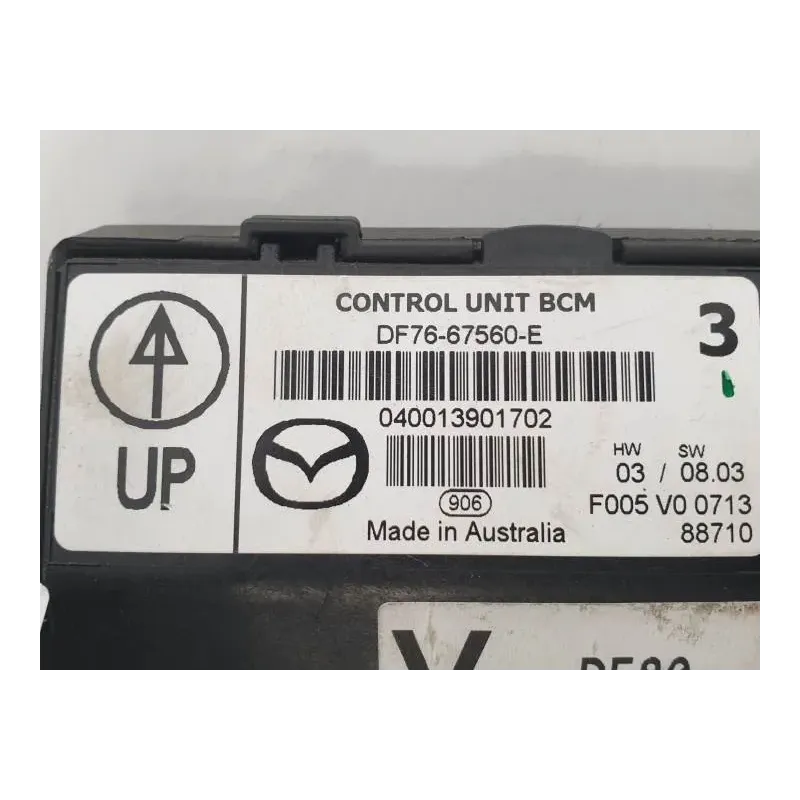 CONTROL UNIT BCM
DF76-67560-E
3
040013901702
UP
HW SW
03 / 08.03
906
F005 V0 0713
Made in Australia
88710